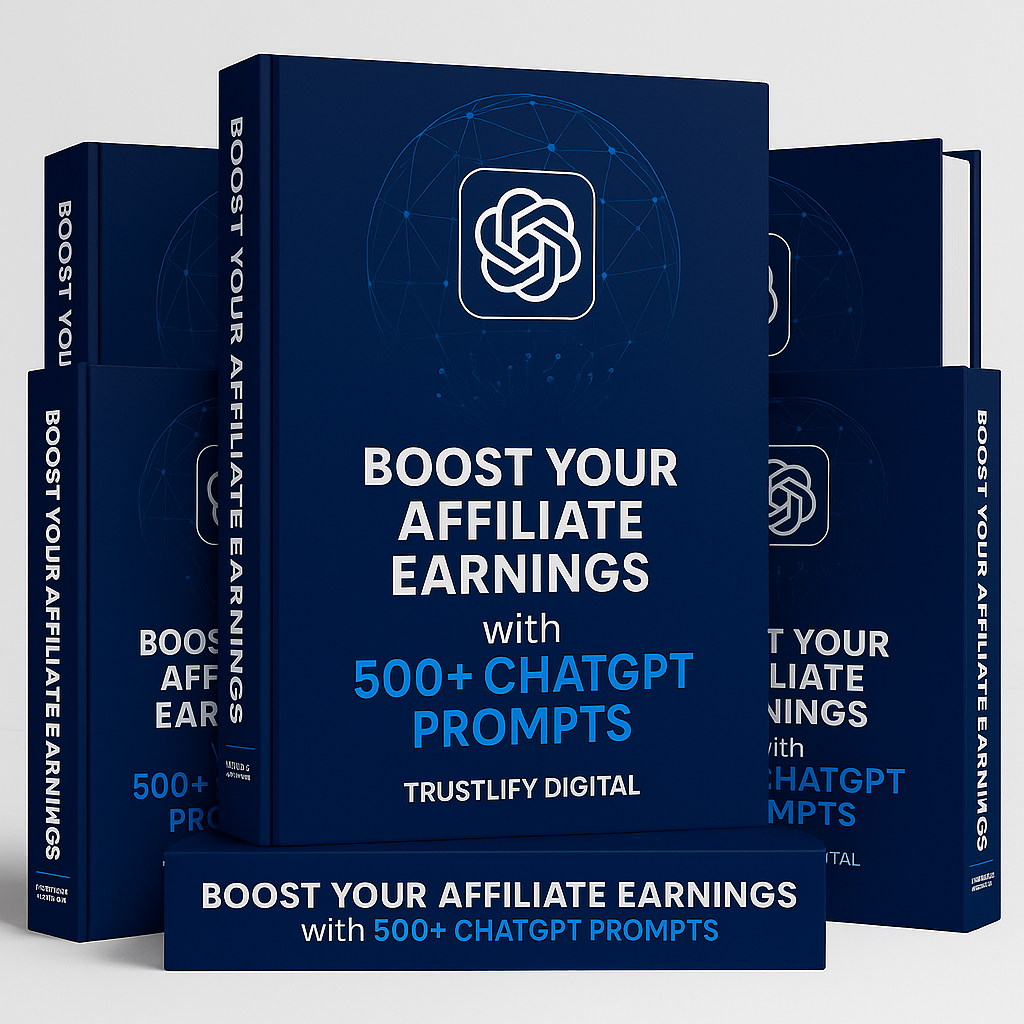 BOOST YOUR
AFFILIATE
EARNINGS
with
500+ CHATGPT
PROMPTS
TRUSTLIFY DIGITAL
BOOST YOUR AFFILIATE EARNINGS
BOOST YOU
BOOST YOUR AFFILIATE EARNINGS
BOOS
AFF
EAR
500+
PRO
T YOUR
LIATE
NINGS
with
CHATGPT
MPTS
ITAL
BOOST YOUR AFFILIATE EARNINGS
BOOST YOUR AFFILIATE EARNINGS
with 500+ CHATGPT PROMPTS